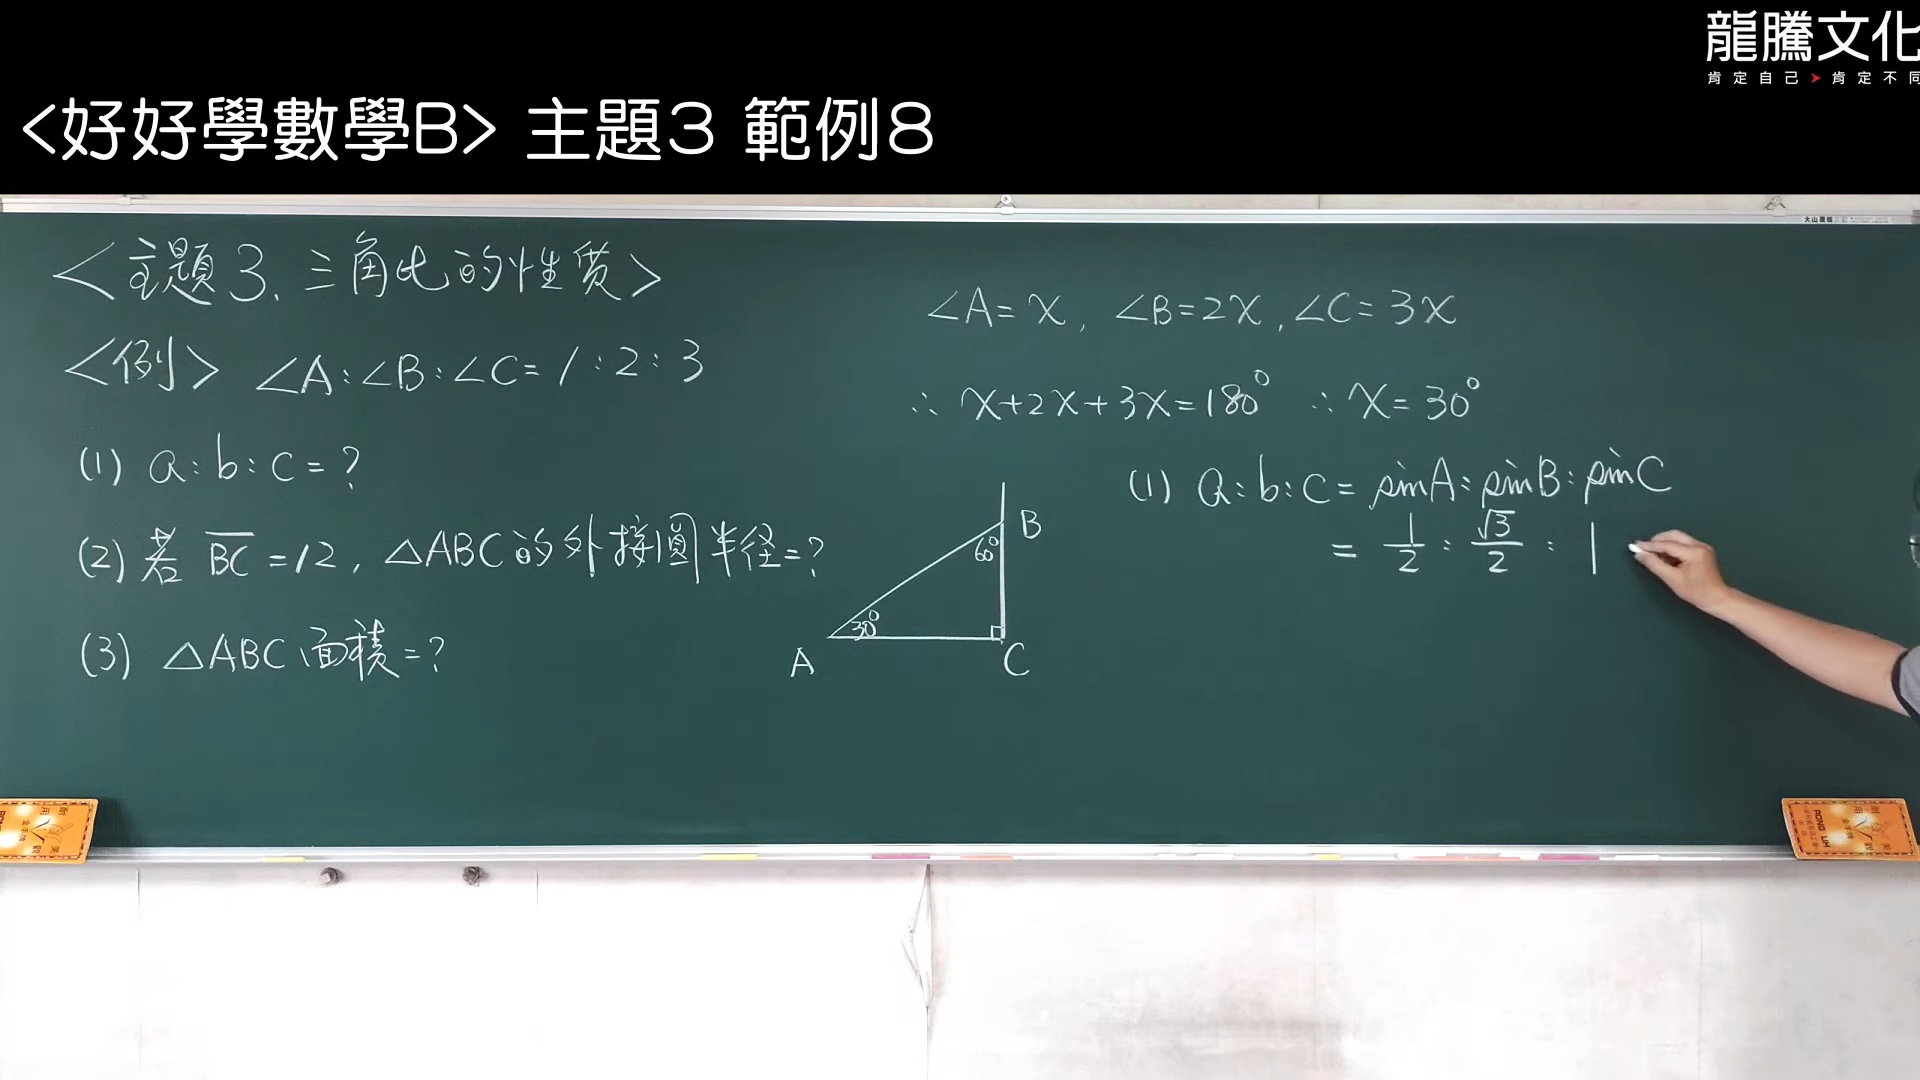 龍騰文化
肯定自己➤肯定不同
<好好學數學B> 主題3 範例8
<主題3.三角比的性質>
<例> ∠A:∠B:∠C=1:2:3
(1) a:b:c=?
(2) 若 \overline{BC}=12, △ABC的外接圓半径=?
(3) △ABC面積=?
B
60°
30°
A
C
∠A=x, ∠B=2x, ∠C=3x
∴ x+2x+3x=180° ∴ x=30°
(1) a:b:c= sinA:sinB:sinC
= 1/2 : √3/2 : 1